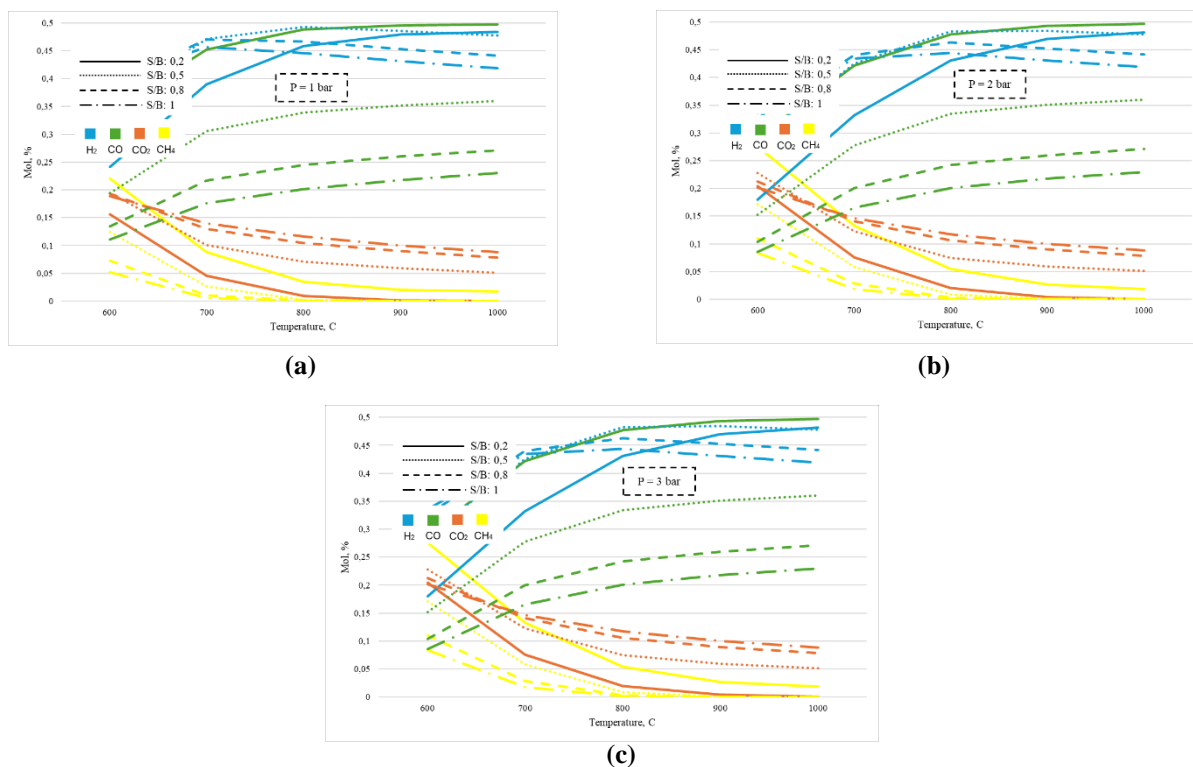 0,5
0,45
0,4
0,35
0,3
0,25
0,2
0,15
0,1
0,05
0
Mol, %
S/B: 0,2
S/B: 0,5
S/B: 0,8
S/B: 1
P = 1 bar
H₂ CO CO₂ CH₄
600 700 800 900 1000
Temperature, C
(a)
0,5
0,45
0,4
0,35
0,3
0,25
0,2
0,15
0,1
0,05
0
Mol, %
S/B: 0,2
S/B: 0,5
S/B: 0,8
S/B: 1
P = 2 bar
H₂ CO CO₂ CH₄
600 700 800 900 1000
Temperature, C
(b)
0,5
0,45
0,4
0,35
0,3
0,25
0,2
0,15
0,1
0,05
0
Mol, %
S/B: 0,2
S/B: 0,5
S/B: 0,8
S/B: 1
P = 3 bar
H₂ CO CO₂ CH₄
600 700 800 900 1000
Temperature, C
(c)